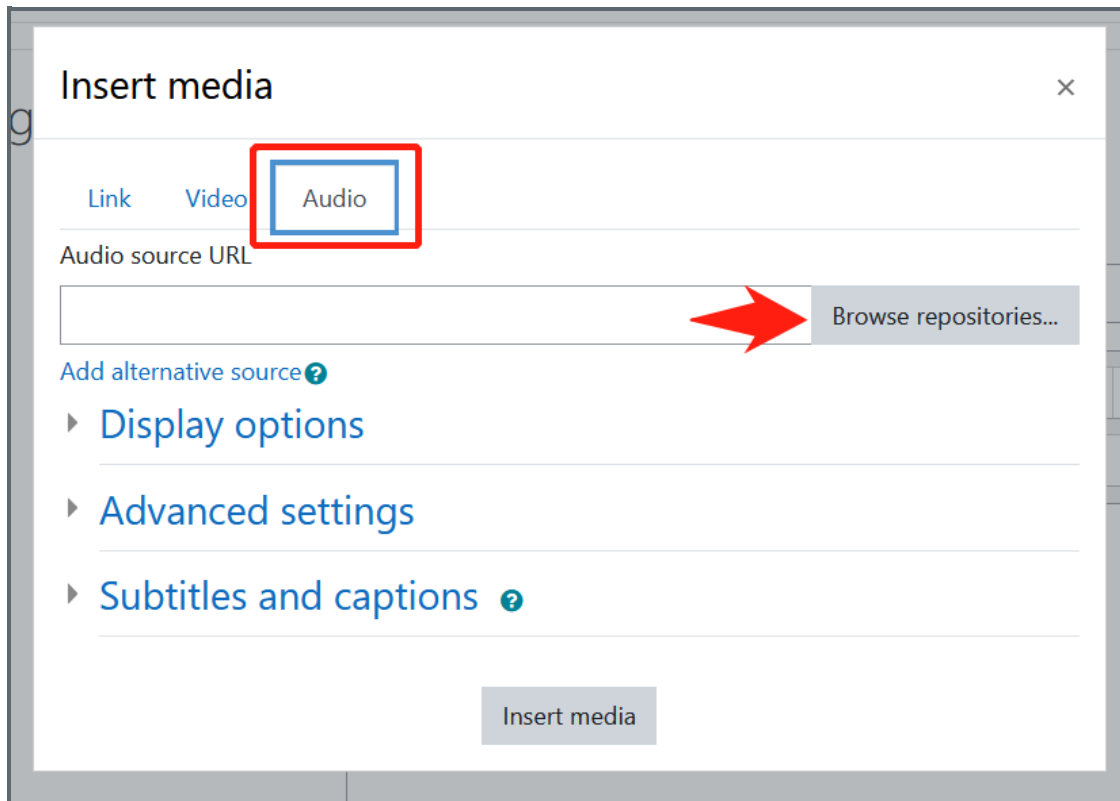 Insert media
×
g
Link Video Audio
Audio source URL
Browse repositories...
Add alternative source ?
Display options
Advanced settings
Subtitles and captions ?
Insert media